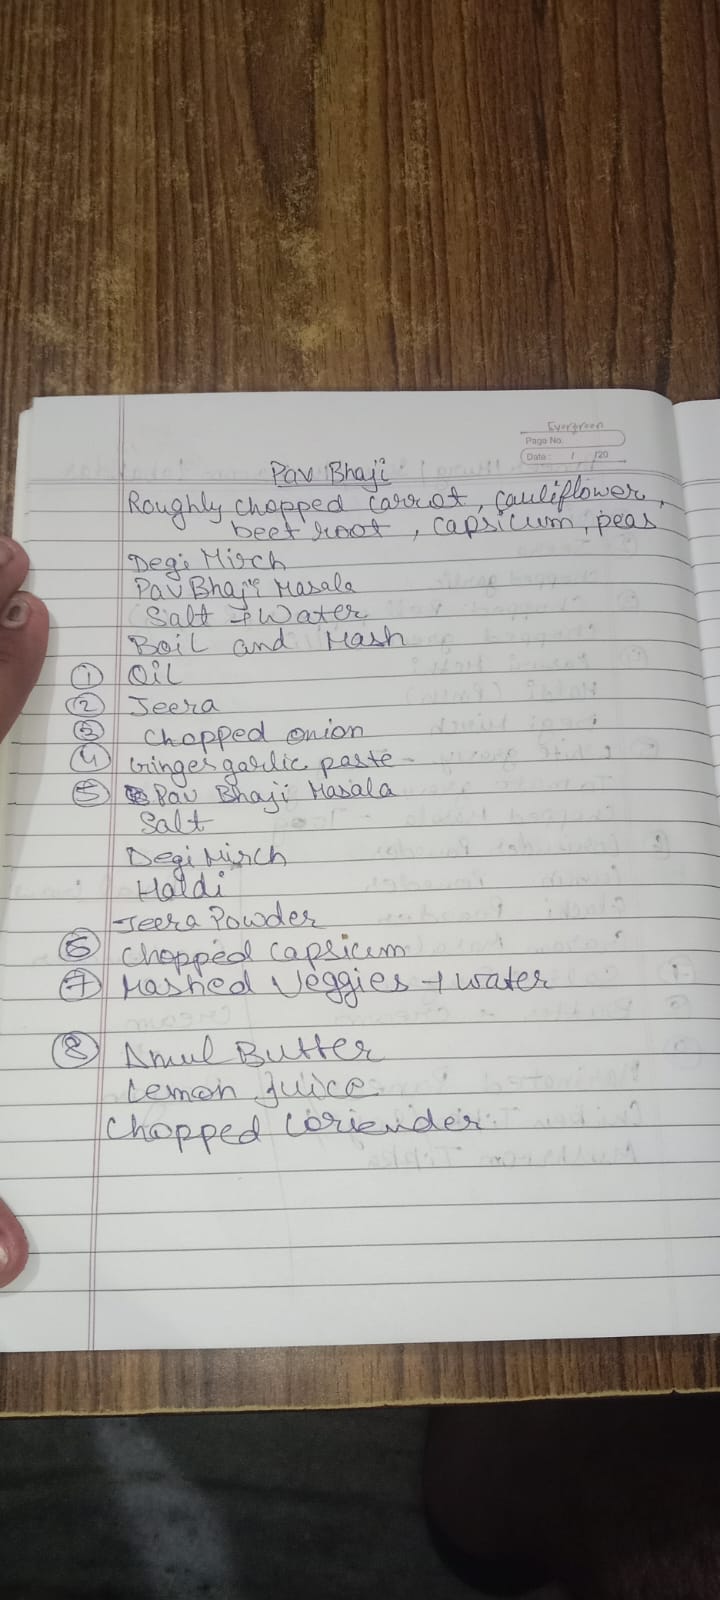 Evergreen
Page No.
Date: / /20
Pav Bhaji
Roughly chopped carrot, cauliflower,
beet root, capsicum, peas
Degi Mirch
Pav Bhaji Masala
Salt + Water
Boil and Mash
① Oil
② Jeera
③ Chopped onion
④ Ginger garlic paste
⑤ Pav Bhaji Masala
Salt
Degi Mirch
Haldi
Jeera Powder
⑥ Chopped Capsicum
⑦ Mashed Veggies + water
⑧ Amul Butter
Lemon Juice
Chopped Coriender